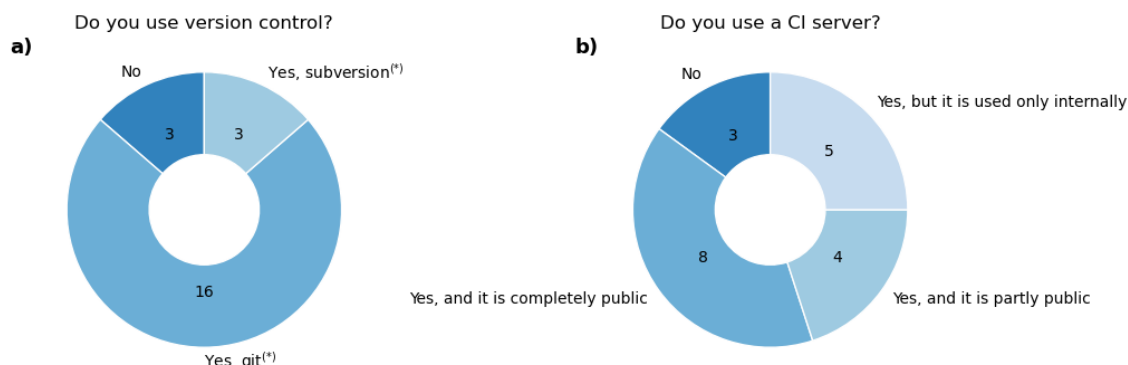 Do you use version control?
a)
No
Yes, subversion(*)
3
3
16
Yes, git(*)
Do you use a CI server?
b)
No
Yes, but it is used only internally
3
5
8
4
Yes, and it is completely public
Yes, and it is partly public